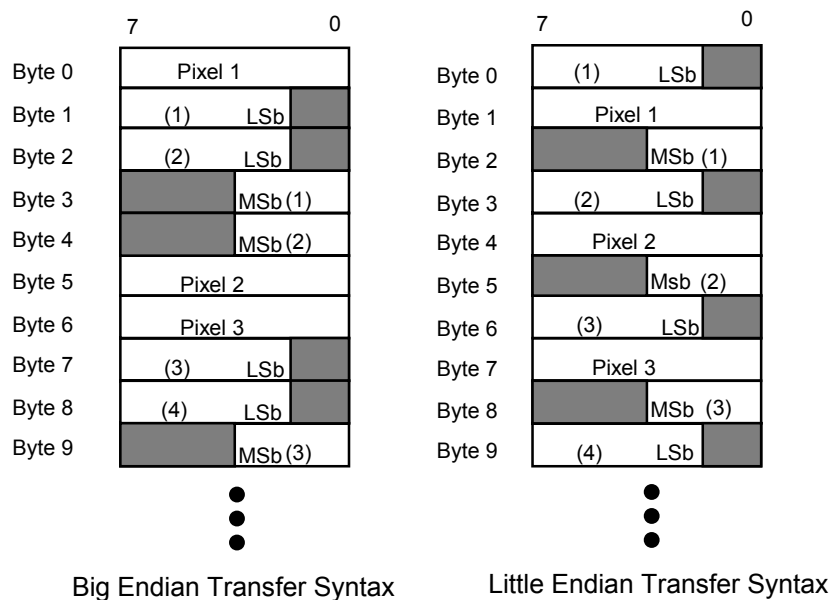 7 0
Byte 0 Pixel 1
Byte 1 (1) LSb
Byte 2 (2) LSb
Byte 3 MSb (1)
Byte 4 MSb (2)
Byte 5 Pixel 2
Byte 6 Pixel 3
Byte 7 (3) LSb
Byte 8 (4) LSb
Byte 9 MSb (3)
Big Endian Transfer Syntax
7 0
Byte 0 (1) LSb
Byte 1 Pixel 1
Byte 2 MSb (1)
Byte 3 (2) LSb
Byte 4 Pixel 2
Byte 5 Msb (2)
Byte 6 (3) LSb
Byte 7 Pixel 3
Byte 8 MSb (3)
Byte 9 (4) LSb
Little Endian Transfer Syntax